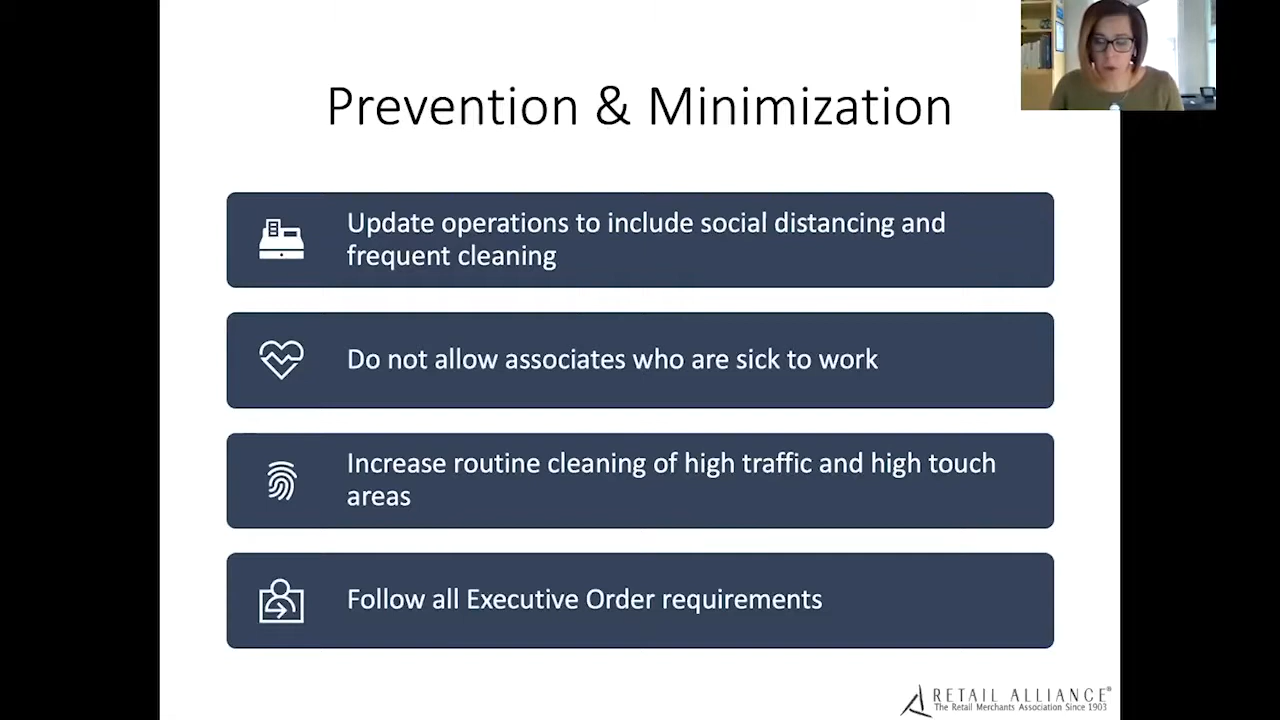 Prevention & Minimization
Update operations to include social distancing and
frequent cleaning
Do not allow associates who are sick to work
Increase routine cleaning of high traffic and high touch
areas
Follow all Executive Order requirements
RETAIL ALLIANCE®
The Retail Merchants Association Since 1903